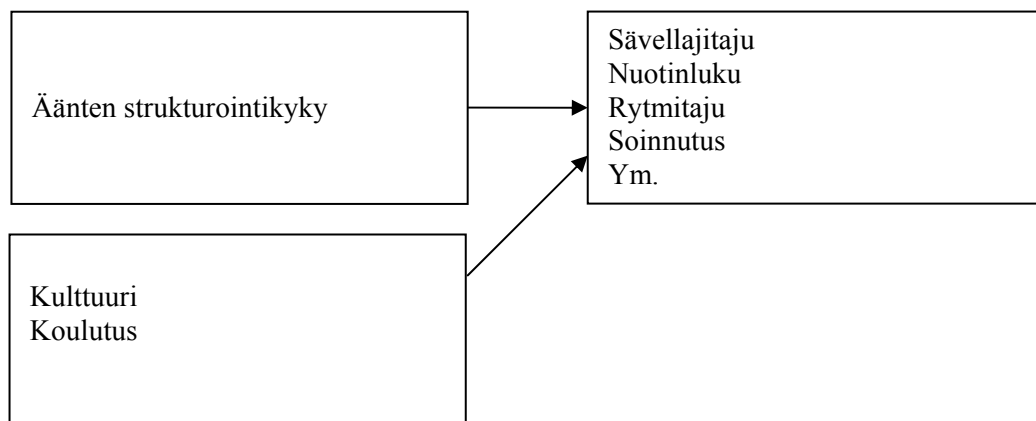 Äänten strukturointikyky
Sävellajitaju
Nuotinluku
Rytmitaju
Soinnutus
Ym.
Kulttuuri
Koulutus